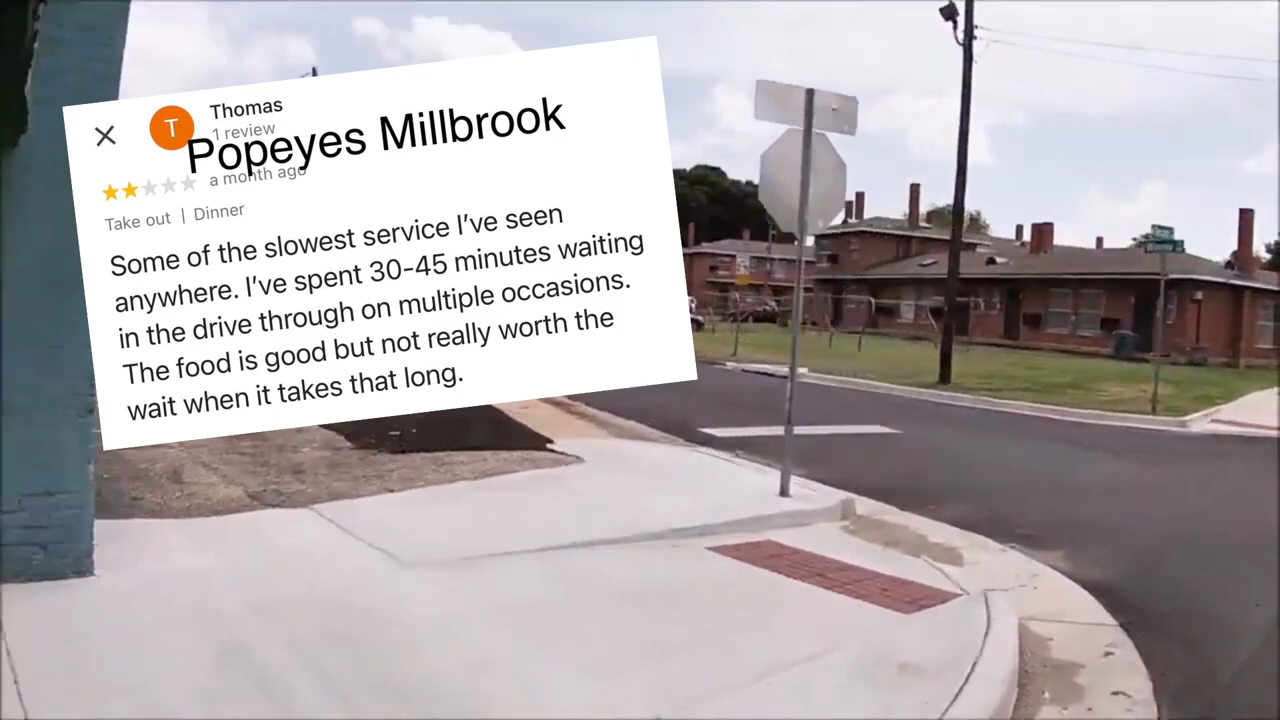 Thomas
1 review
Popeyes Millbrook
a month ago
Take out | Dinner
Some of the slowest service I've seen
anywhere. I've spent 30-45 minutes waiting
in the drive through on multiple occasions.
The food is good but not really worth the
wait when it takes that long.
T